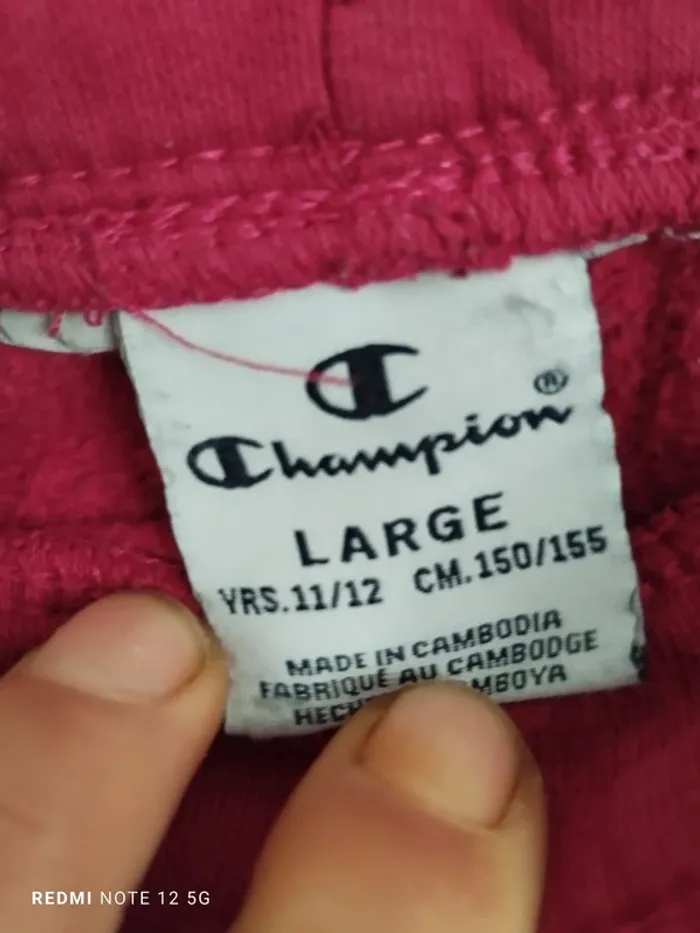 Champion®
LARGE
YRS.11/12 CM.150/155
MADE IN CAMBODIA
FABRIQUÉ AU CAMBODGE
REDMI NOTE 12 5G